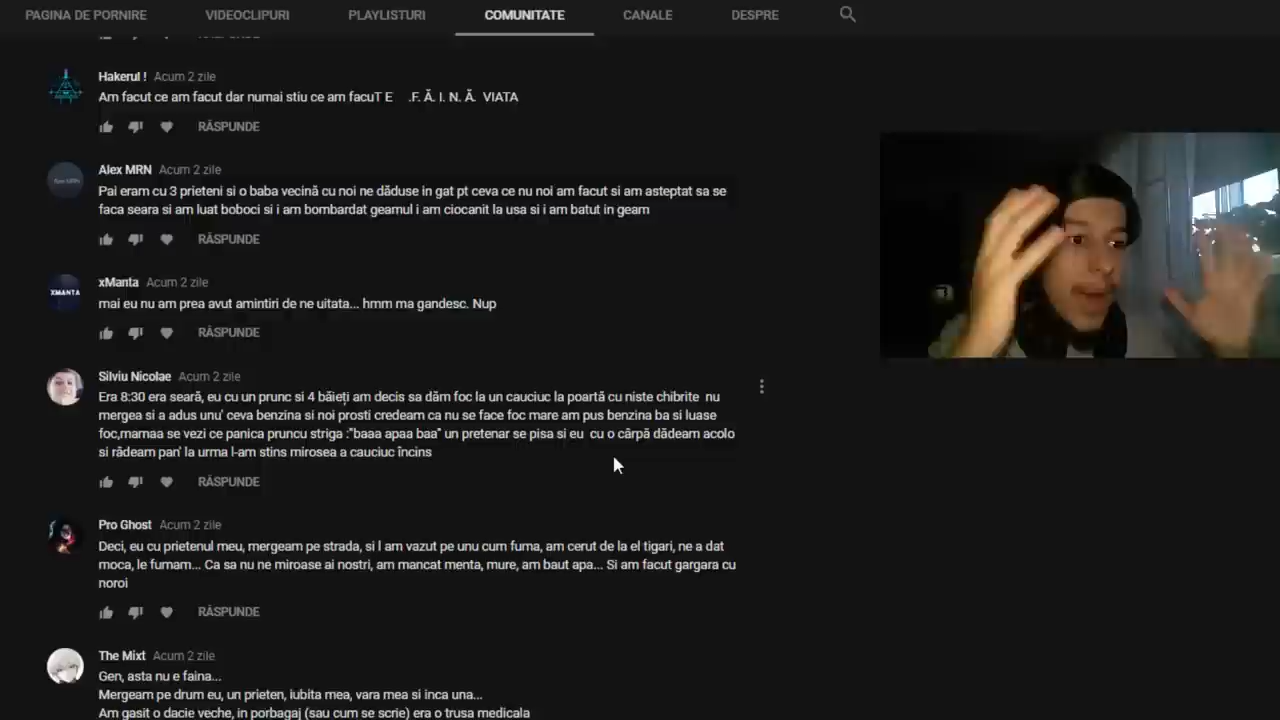 PAGINA DE PORNIRE VIDEOCLIPURI PLAYLISTURI COMUNITATE CANALE DESPRE
Hakerul ! Acum 2 zile
Am facut ce am facut dar numai stiu ce am facuT E .F. Ă. I. N. Ă. VIATA
RĂSPUNDE
Alex MRN Acum 2 zile
Pai eram cu 3 prieteni si o baba vecină cu noi ne dăduse in gat pt ceva ce nu noi am facut si am asteptat sa se
faca seara si am luat boboci si i am bombardat geamul i am ciocanit la usa si i am batut in geam
RĂSPUNDE
XMANTA
xManta Acum 2 zile
mai eu nu am prea avut amintiri de ne uitata... hmm ma gandesc. Nup
RĂSPUNDE
Silviu Nicolae Acum 2 zile
Era 8:30 era seară, eu cu un prunc si 4 băieți am decis sa dăm foc la un cauciuc la poartă cu niste chibrite nu
mergea si a adus unu' ceva benzina si noi prosti credeam ca nu se face foc mare am pus benzina ba si luase
foc,mamaa se vezi ce panica pruncu striga :"baaa apaa baa" un pretenar se pisa si eu cu o cârpă dădeam acolo
si râdeam pan' la urma l-am stins mirosea a cauciuc încins
RĂSPUNDE
Pro Ghost Acum 2 zile
Deci, eu cu prietenul meu, mergeam pe strada, si l am vazut pe unu cum fuma, am cerut de la el tigari, ne a dat
moca, le fumam... Ca sa nu ne miroase ai nostri, am mancat menta, mure, am baut apa... Si am facut gargara cu
noroi
RĂSPUNDE
The Mixt Acum 2 zile
Gen, asta nu e faina...
Mergeam pe drum eu, un prieten, iubita mea, vara mea si inca una...
Am gasit o dacie veche, in porbagaj (sau cum se scrie) era o trusa medicala